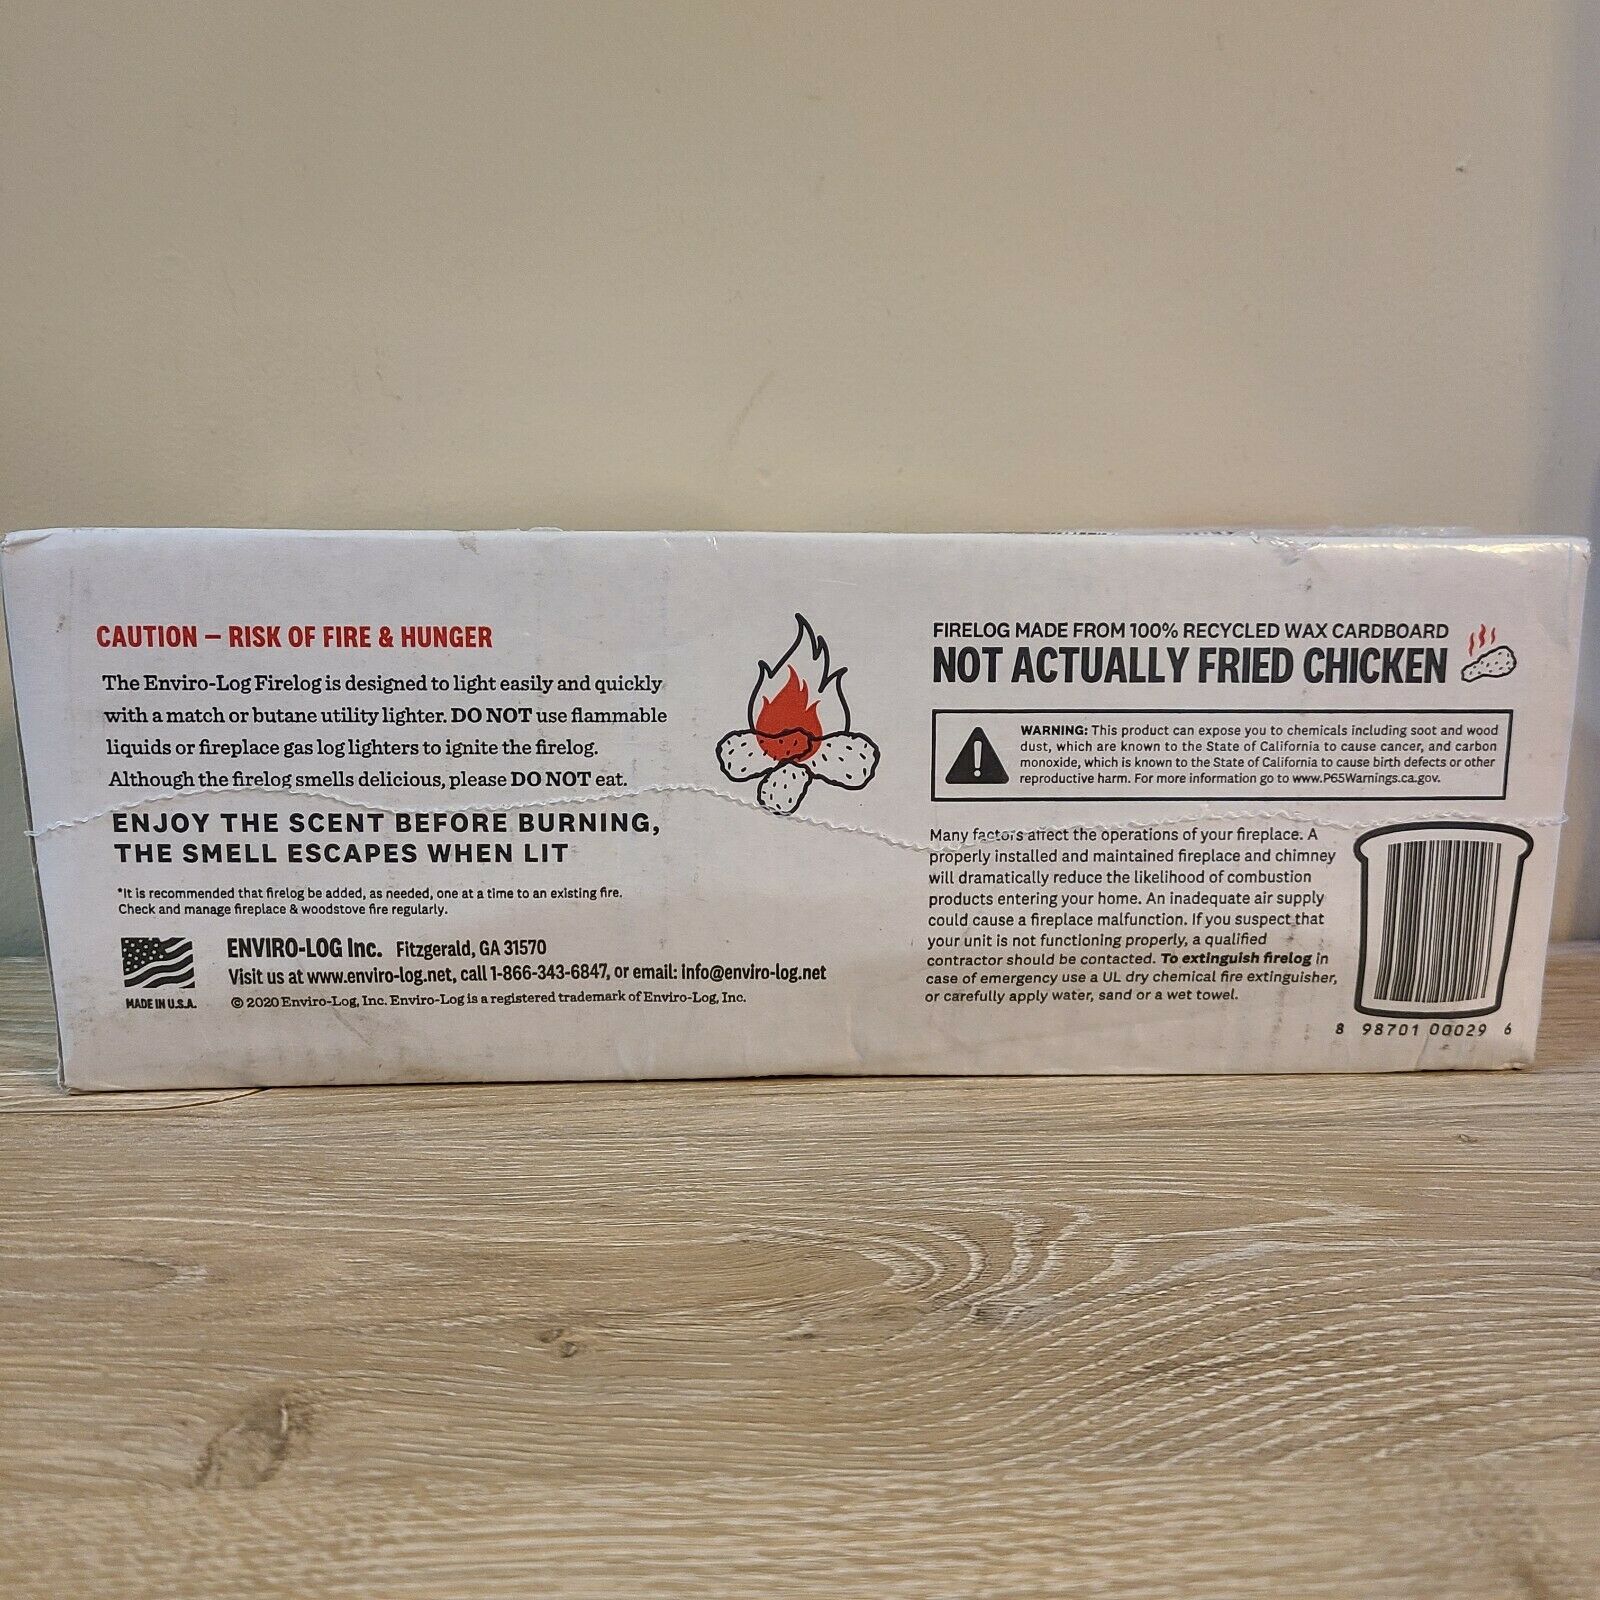 CAUTION – RISK OF FIRE & HUNGER
The Enviro-Log Firelog is designed to light easily and quickly
with a match or butane utility lighter. DO NOT use flammable
liquids or fireplace gas log lighters to ignite the firelog.
Although the firelog smells delicious, please DO NOT eat.
ENJOY THE SCENT BEFORE BURNING,
THE SMELL ESCAPES WHEN LIT
*It is recommended that firelog be added, as needed, one at a time to an existing fire.
Check and manage fireplace & woodstove fire regularly.
MADE IN U.S.A.
ENVIRO-LOG Inc. Fitzgerald, GA 31570
Visit us at www.enviro-log.net, call 1-866-343-6847, or email: info@enviro-log.net
© 2020 Enviro-Log, Inc. Enviro-Log is a registered trademark of Enviro-Log, Inc.
FIRELOG MADE FROM 100% RECYCLED WAX CARDBOARD
NOT ACTUALLY FRIED CHICKEN
WARNING: This product can expose you to chemicals including soot and wood
dust, which are known to the State of California to cause cancer, and carbon
monoxide, which is known to the State of California to cause birth defects or other
reproductive harm. For more information go to www.P65Warnings.ca.gov.
Many factors affect the operations of your fireplace. A
properly installed and maintained fireplace and chimney
will dramatically reduce the likelihood of combustion
products entering your home. An inadequate air supply
could cause a fireplace malfunction. If you suspect that
your unit is not functioning properly, a qualified
contractor should be contacted. To extinguish firelog in
case of emergency use a UL dry chemical fire extinguisher,
or carefully apply water, sand or a wet towel.
8 98701 00029 6